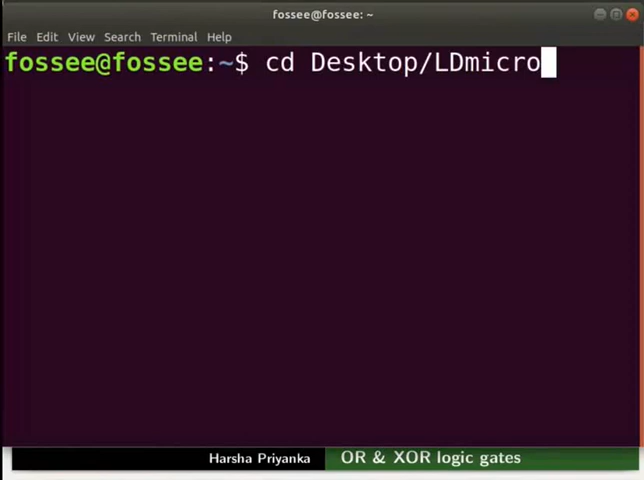 fossee@fossee: ~
File Edit View Search Terminal Help
fossee@fossee:~$ cd Desktop/LDmicro
Harsha Priyanka OR & XOR logic gates